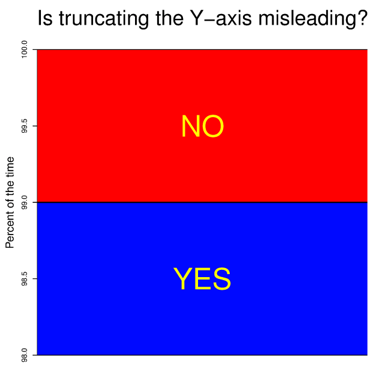 Is truncating the Y−axis misleading?
100.0
NO
99.5
Percent of the time
99.0
YES
98.5
98.0